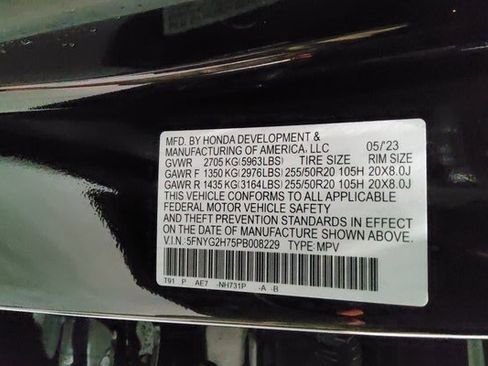 MFD. BY HONDA DEVELOPMENT &
MANUFACTURING OF AMERICA, LLC 05/23
GVWR 2705 KG (5963LBS) TIRE SIZE RIM SIZE
GAWR F 1350 KG (2976LBS) 255/50R20 105H 20X8.0J
GAWR R 1435 KG (3164LBS) 255/50R20 105H 20X8.0J
THIS VEHICLE CONFORMS TO ALL APPLICABLE
FEDERAL MOTOR VEHICLE SAFETY
AND THEFT PREVENTION STANDARDS IN EFFECT
ON THE DATE OF MANUFACTURE SHOWN ABOVE.
V.I.N.: 5FNYG2H75PB008229 TYPE: MPV
T91 P AE7 -NH731P -A -B